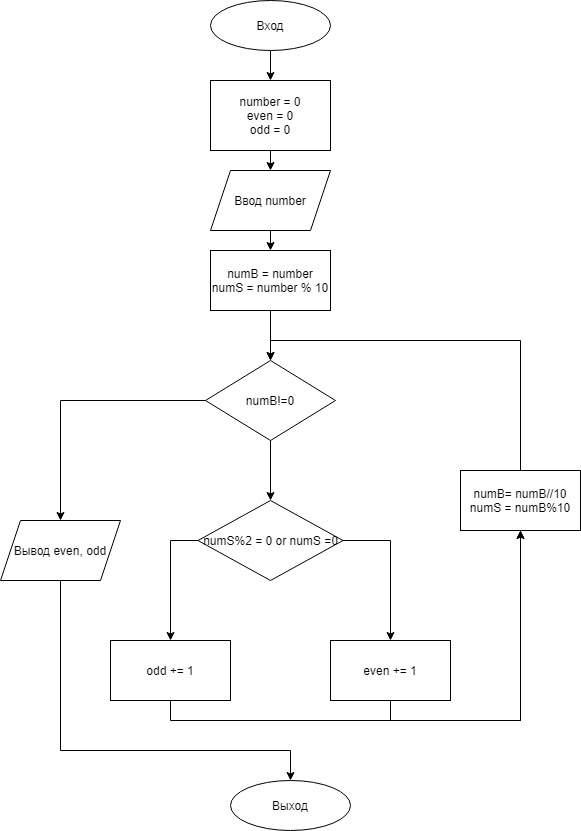 Вход
number = 0
even = 0
odd = 0
Ввод number
numB = number
numS = number % 10
numB!=0
numB= numB//10
numS = numB%10
numS%2 = 0 or numS =0
Вывод even, odd
odd += 1
even += 1
Выход